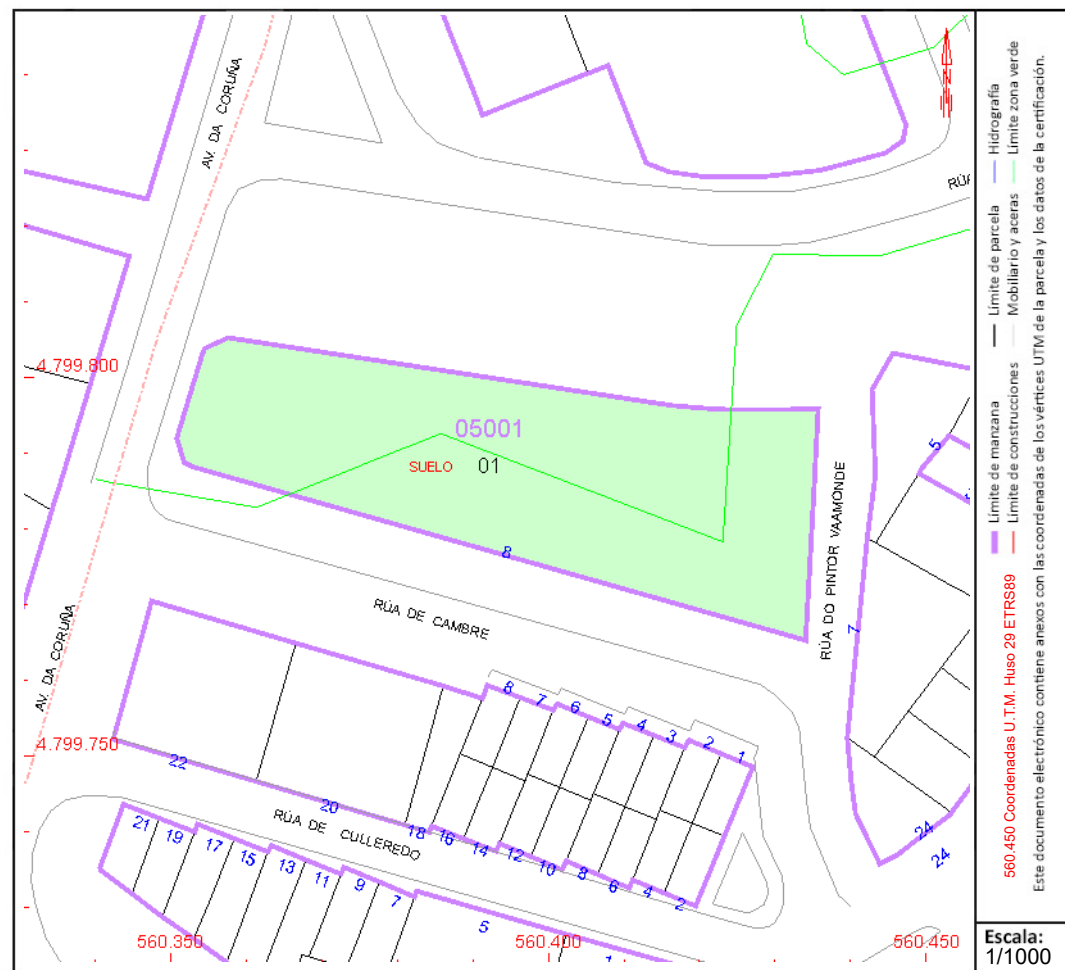 AV. DA CORUÑA
RÚA
4.799.800
05001
SUELO 01
5
8
RÚA DO PINTOR VAAMONDE
7
RÚA DE CAMBRE
AV. DA CORUÑA
4.799.750
8 7 6 5 4 3 2 1
22
20
18 16 14 12 10 8 6 4 2
RÚA DE CULLEREDO
21 19 17 15 13 11 9 7
5
1
24
24
560.350
560.400
560.450
N
Límite de manzana
Límite de parcela
Hidrografía
Límite de construcciones
Mobiliario y aceras
Límite zona verde
560.450 Coordenadas U.T.M. Huso 29 ETRS89
Este documento electrónico contiene anexos con las coordenadas de los vértices UTM de la parcela y los datos de la certificación.
Escala:
1/1000